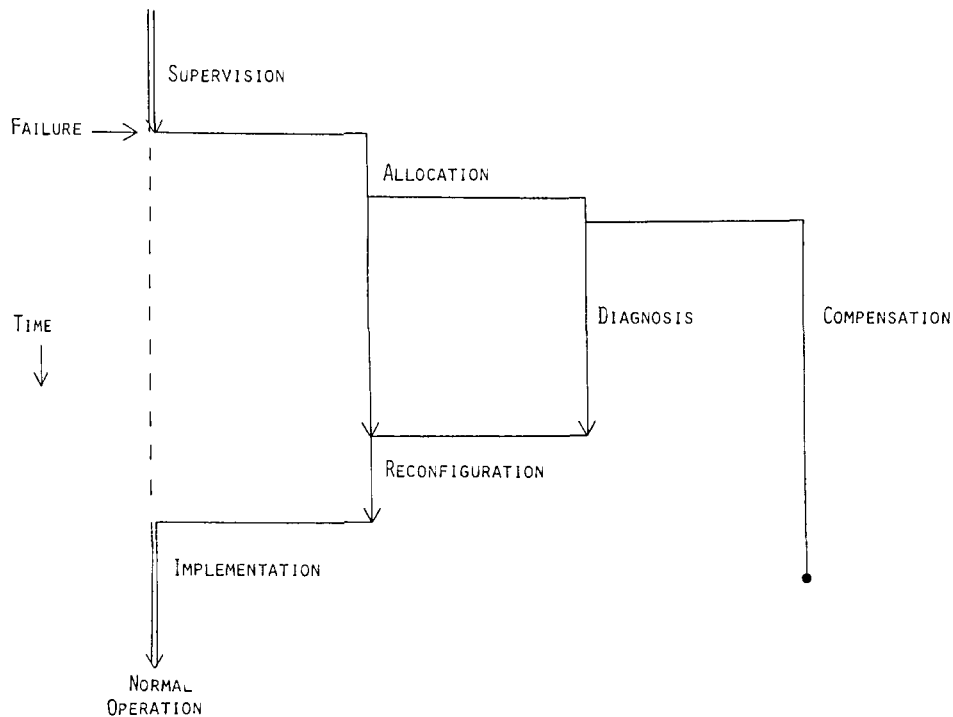 SUPERVISION
FAILURE
ALLOCATION
TIME
DIAGNOSIS
COMPENSATION
RECONFIGURATION
IMPLEMENTATION
NORMAL
OPERATION